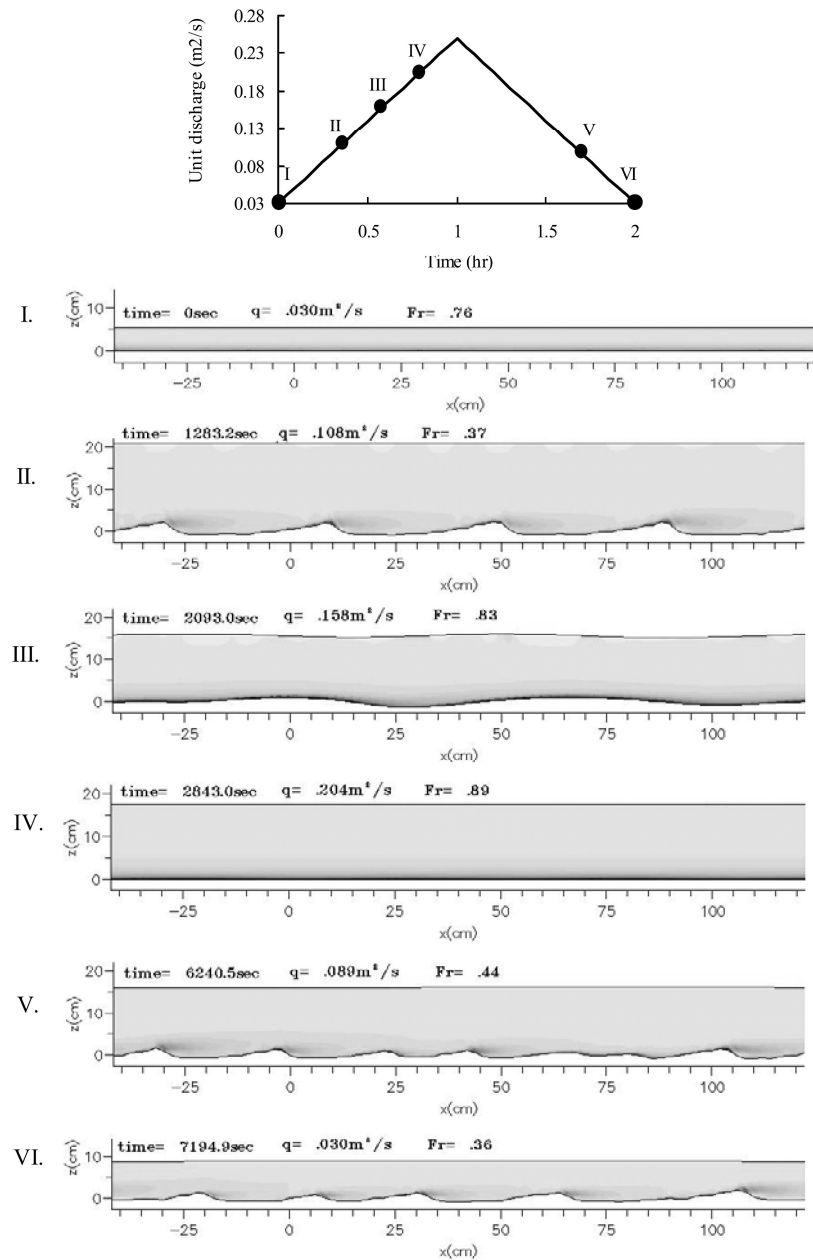 Unit discharge (m2/s)
0.28
0.23
0.18
0.13
0.08
0.03
I
II
III
IV
V
VI
0 0.5 1 1.5 2
Time (hr)
I.
z(cm)
10
0
time= 0sec q= .030m²/s Fr= .76
−25 0 25 50 75 100
x(cm)
II.
z(cm)
20
10
0
time= 1283.2sec q= .108m²/s Fr= .37
−25 0 25 50 75 100
x(cm)
III.
z(cm)
20
10
0
time= 2093.0sec q= .158m²/s Fr= .83
−25 0 25 50 75 100
x(cm)
IV.
z(cm)
20
10
0
time= 2843.0sec q= .204m²/s Fr= .89
−25 0 25 50 75 100
x(cm)
V.
z(cm)
20
10
0
time= 6240.5sec q= .089m²/s Fr= .44
−25 0 25 50 75 100
x(cm)
VI.
z(cm)
10
0
time= 7194.9sec q= .030m²/s Fr= .36
−25 0 25 50 75 100
x(cm)